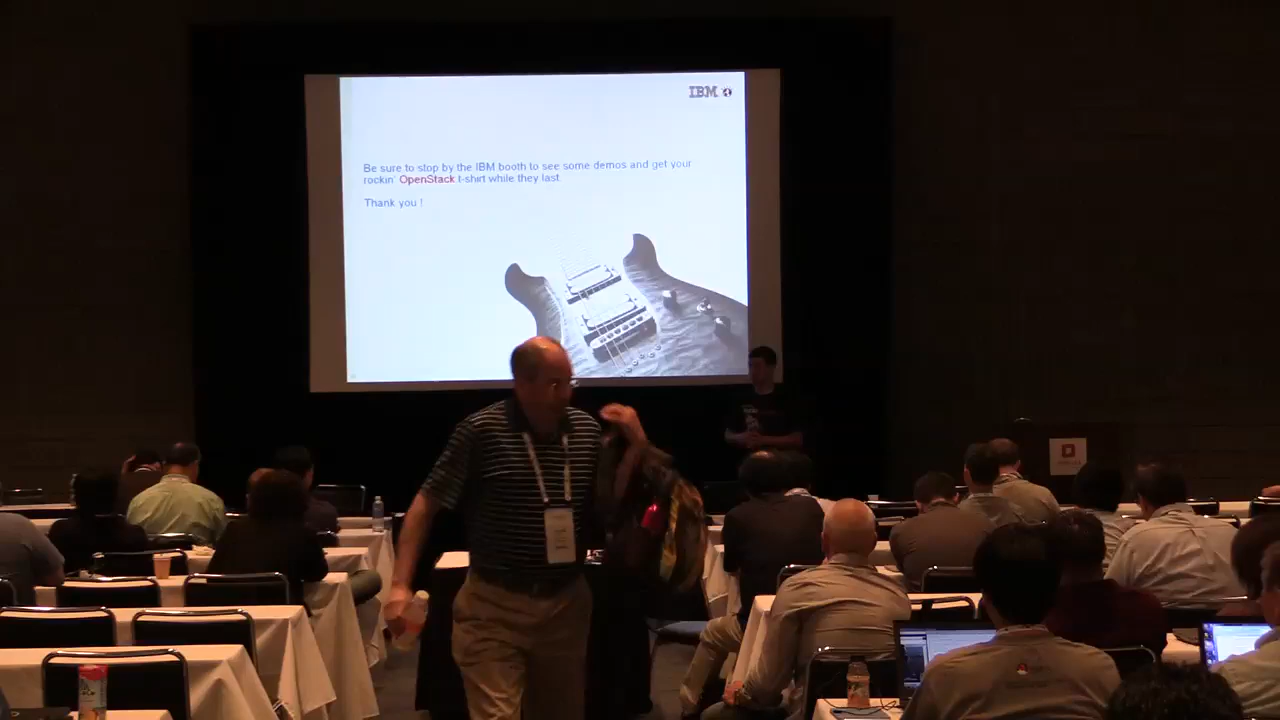 IBM
Be sure to stop by the IBM booth to see some demos and get your
rockin' OpenStack t-shirt while they last.
Thank you !